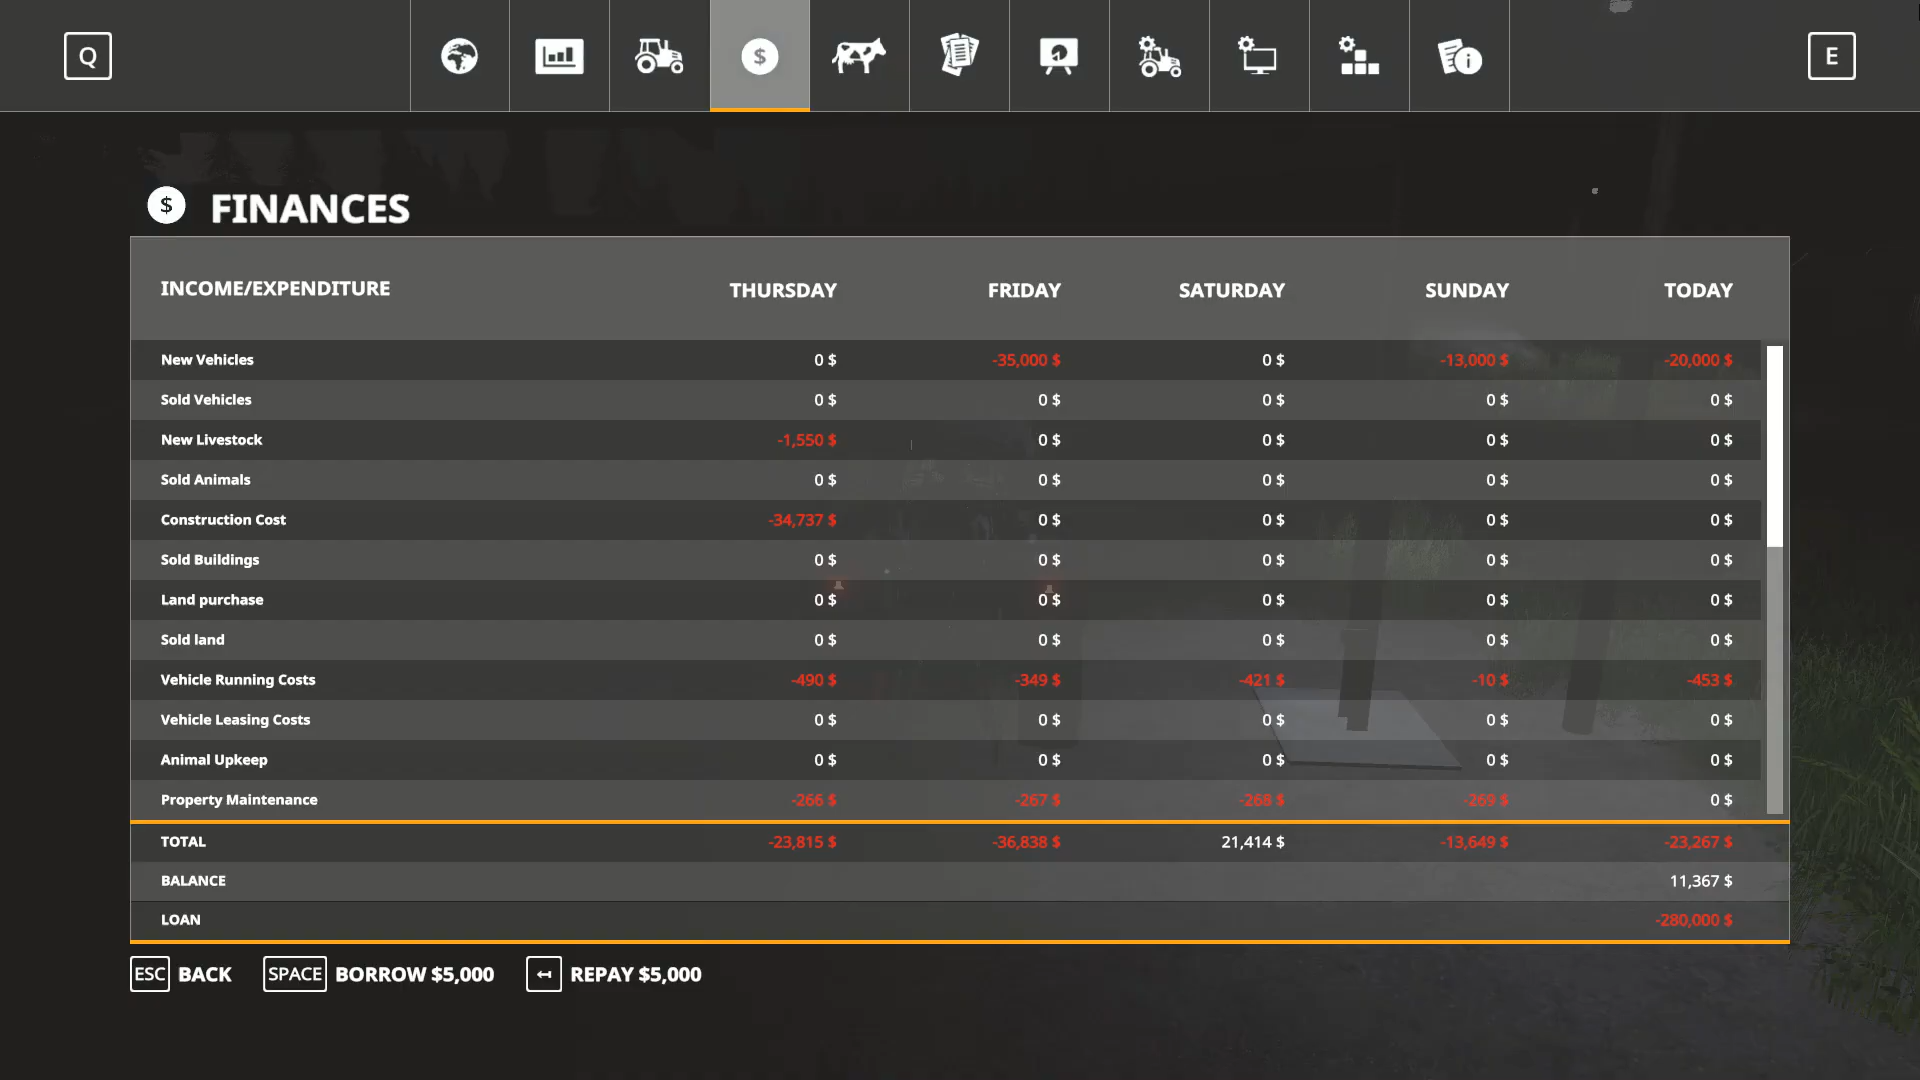 Q
$
E
$ FINANCES
INCOME/EXPENDITURE THURSDAY FRIDAY SATURDAY SUNDAY TODAY
New Vehicles 0 $ -35,000 $ 0 $ -13,000 $ -20,000 $
Sold Vehicles 0 $ 0 $ 0 $ 0 $ 0 $
New Livestock -1,550 $ 0 $ 0 $ 0 $ 0 $
Sold Animals 0 $ 0 $ 0 $ 0 $ 0 $
Construction Cost -34,737 $ 0 $ 0 $ 0 $ 0 $
Sold Buildings 0 $ 0 $ 0 $ 0 $ 0 $
Land purchase 0 $ 0 $ 0 $ 0 $ 0 $
Sold land 0 $ 0 $ 0 $ 0 $ 0 $
Vehicle Running Costs -490 $ -349 $ -421 $ -10 $ -453 $
Vehicle Leasing Costs 0 $ 0 $ 0 $ 0 $ 0 $
Animal Upkeep 0 $ 0 $ 0 $ 0 $ 0 $
Property Maintenance -266 $ -267 $ -268 $ -269 $ 0 $
TOTAL -23,815 $ -36,838 $ 21,414 $ -13,649 $ -23,267 $
BALANCE 11,367 $
LOAN -280,000 $
ESC BACK SPACE BORROW $5,000 REPAY $5,000